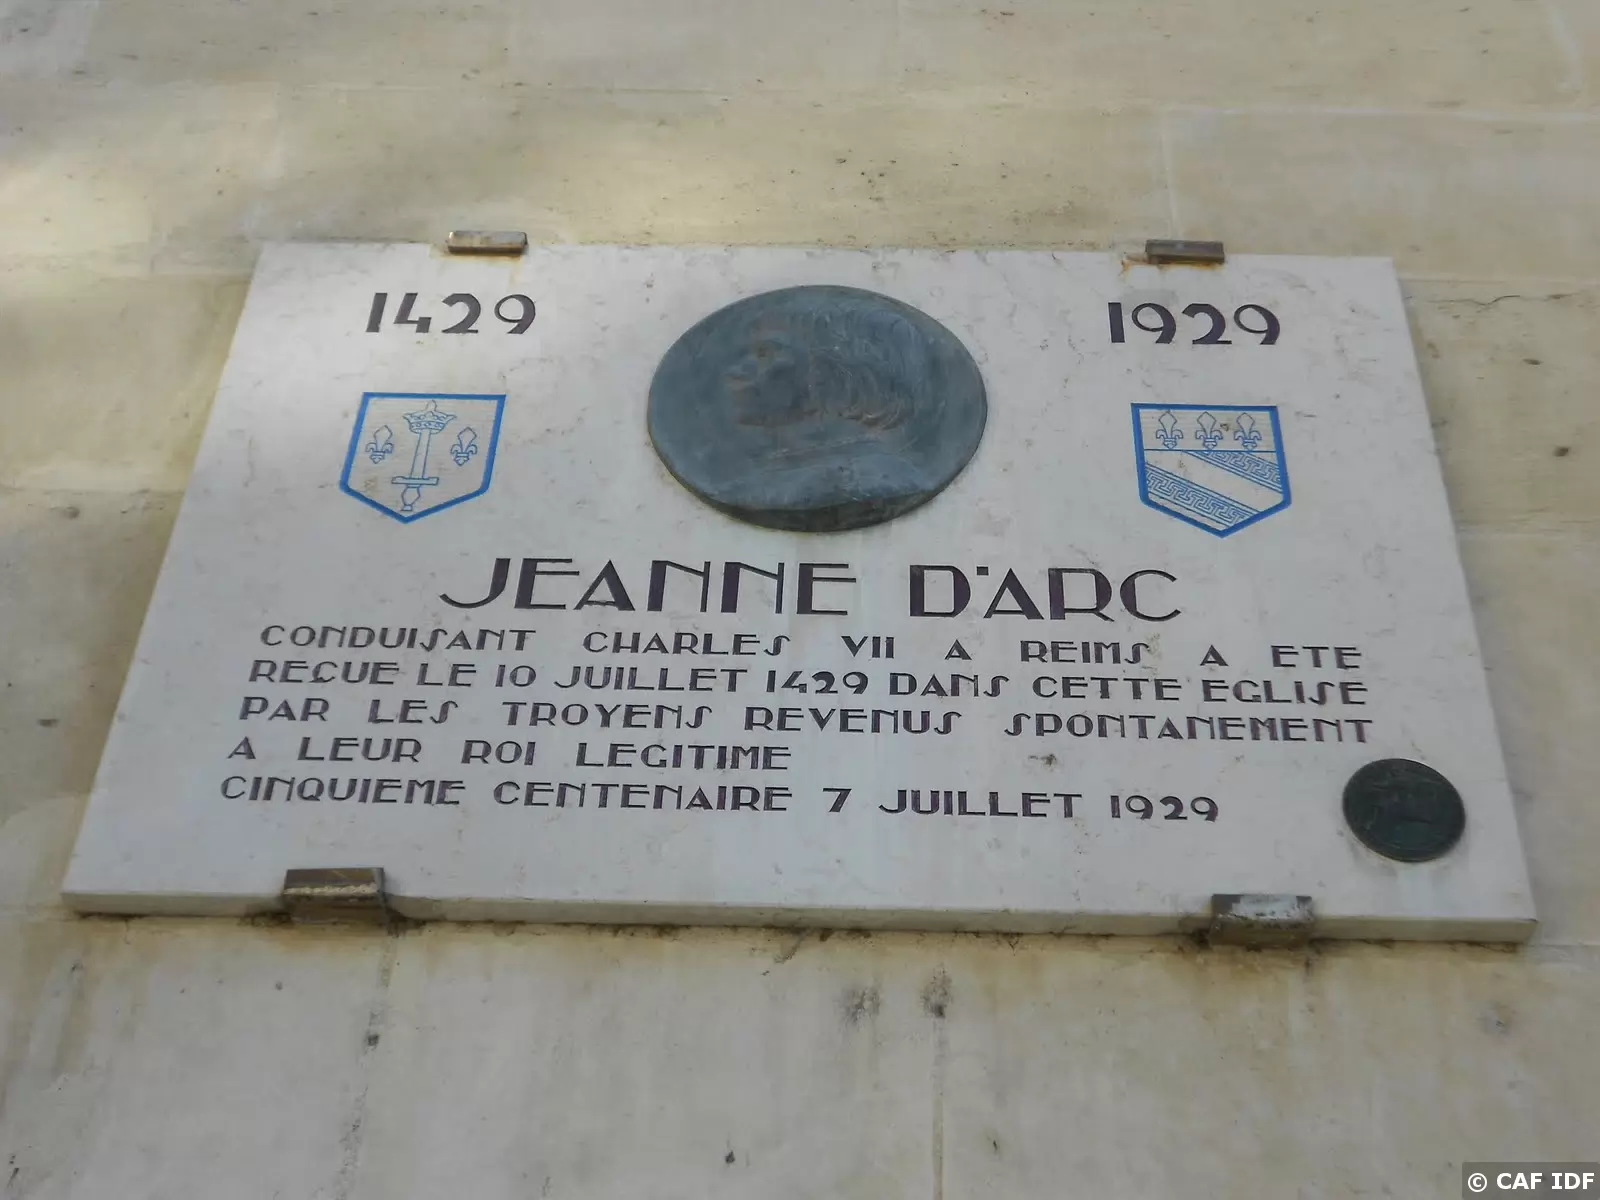 1429 1929
JEANNE D'ARC
CONDUISANT CHARLES VII A REIMS A ETE
REÇUE LE 10 JUILLET 1429 DANS CETTE EGLISE
PAR LES TROYENS REVENUS SPONTANEMENT
A LEUR ROI LEGITIME
CINQUIEME CENTENAIRE 7 JUILLET 1929
© CAF IDF